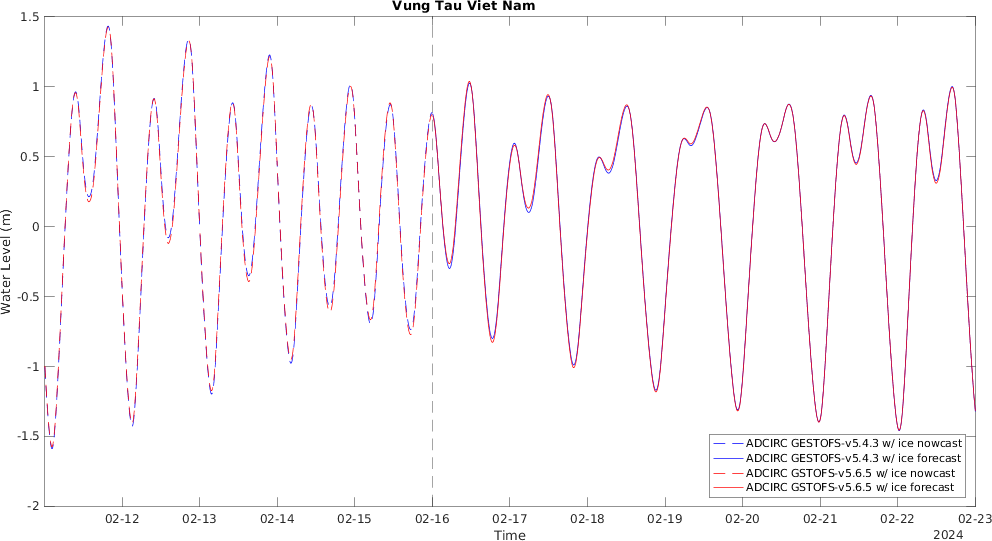 Vung Tau Viet Nam
1.5
1
0.5
0
-0.5
-1
-1.5
-2
Water Level (m)
02-12 02-13 02-14 02-15 02-16 02-17 02-18 02-19 02-20 02-21 02-22 02-23
Time
2024
ADCIRC GESTOFS-v5.4.3 w/ ice nowcast
ADCIRC GESTOFS-v5.4.3 w/ ice forecast
ADCIRC GSTOFS-v5.6.5 w/ ice nowcast
ADCIRC GSTOFS-v5.6.5 w/ ice forecast